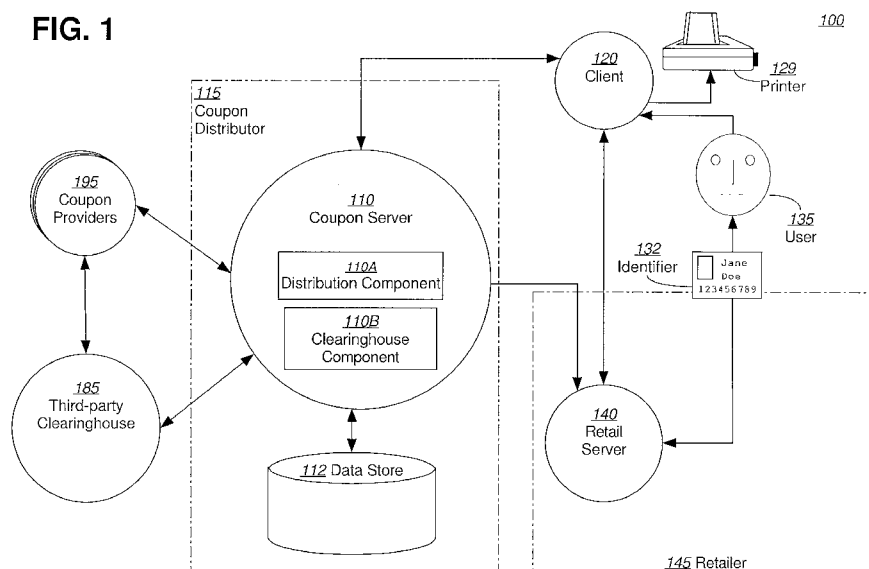 FIG. 1
100
120
Client
129
Printer
115
Coupon
Distributor
195
Coupon
Providers
110
Coupon Server
135
User
132
Identifier
Jane
Doe
123456789
110A
Distribution Component
110B
Clearinghouse
Component
185
Third-party
Clearinghouse
140
Retail
Server
112 Data Store
145 Retailer